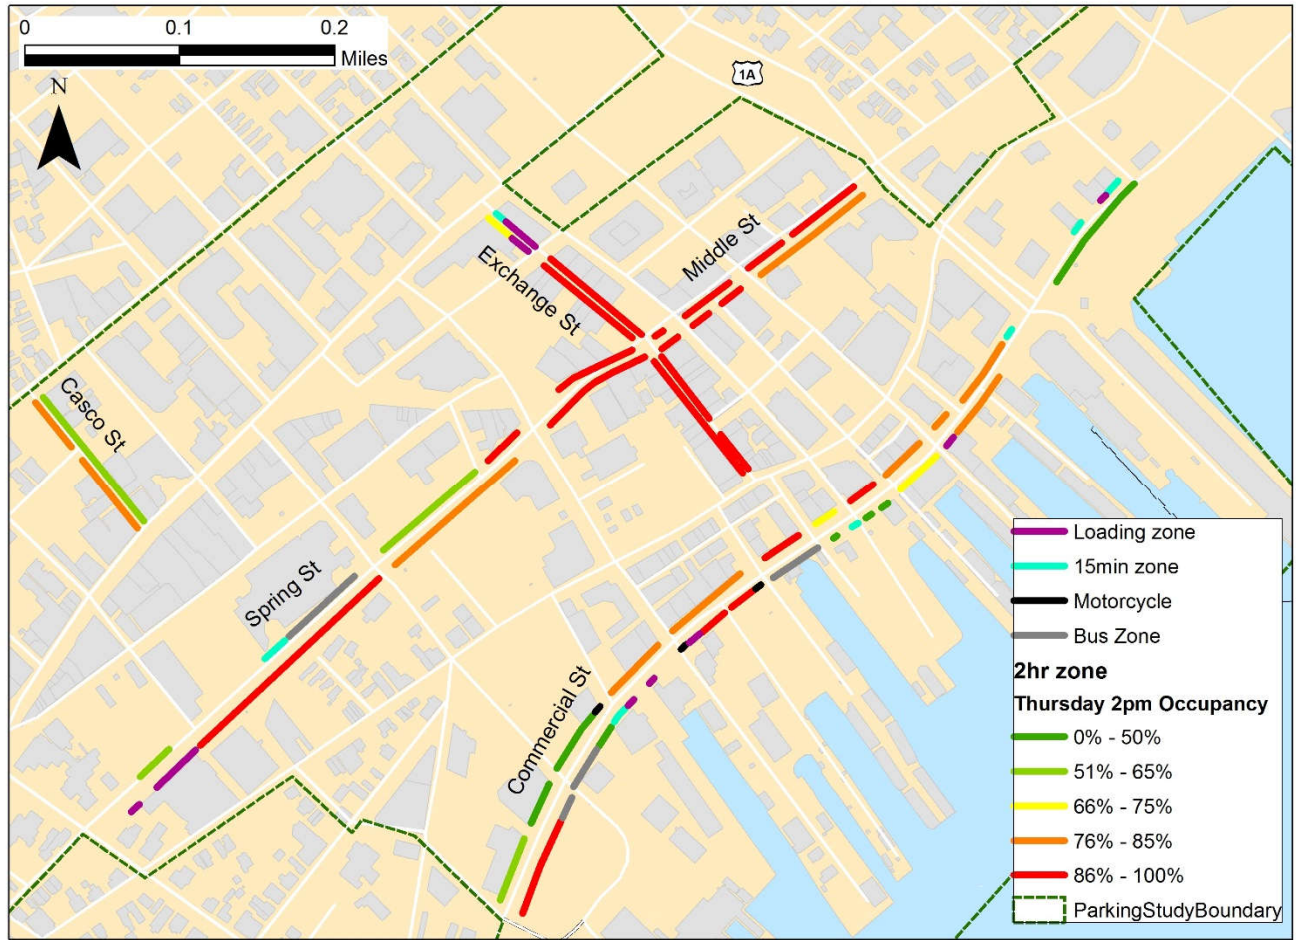 0 0.1 0.2
Miles
N
1A
Middle St
Exchange St
Casco St
Spring St
Commercial St
Loading zone
15min zone
Motorcycle
Bus Zone
2hr zone
Thursday 2pm Occupancy
0% - 50%
51% - 65%
66% - 75%
76% - 85%
86% - 100%
ParkingStudyBoundary